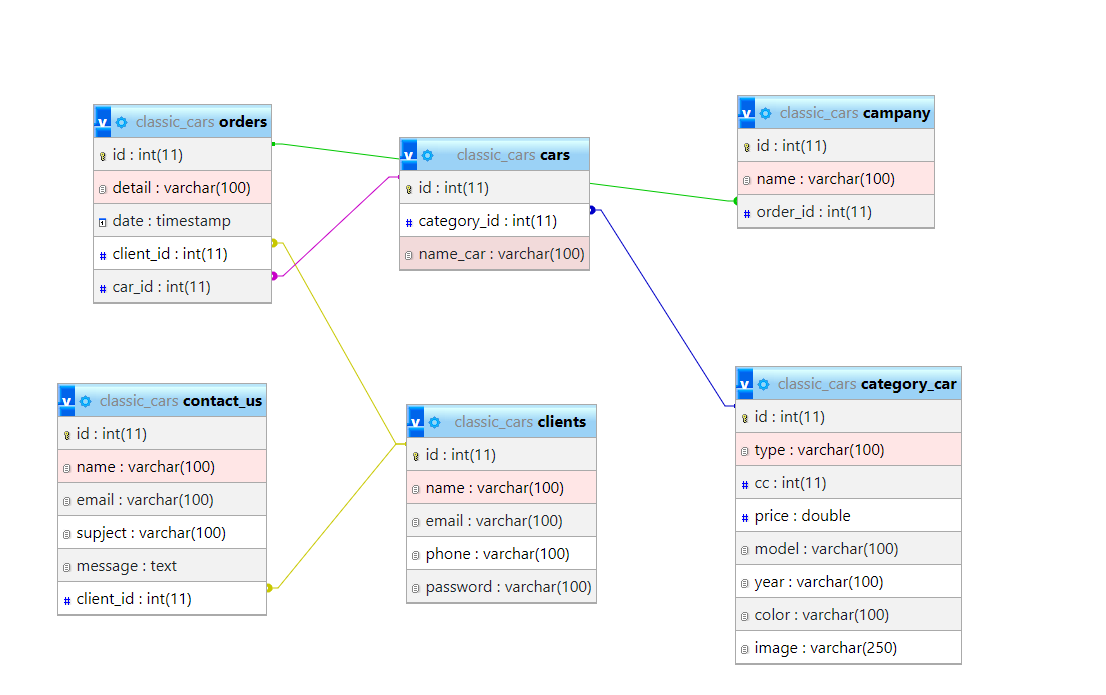 classic_cars orders
id : int(11)
detail : varchar(100)
date : timestamp
client_id : int(11)
car_id : int(11)
classic_cars cars
id : int(11)
category_id : int(11)
name_car : varchar(100)
classic_cars campany
id : int(11)
name : varchar(100)
order_id : int(11)
classic_cars contact_us
id : int(11)
name : varchar(100)
email : varchar(100)
supject : varchar(100)
message : text
client_id : int(11)
classic_cars clients
id : int(11)
name : varchar(100)
email : varchar(100)
phone : varchar(100)
password : varchar(100)
classic_cars category_car
id : int(11)
type : varchar(100)
cc : int(11)
price : double
model : varchar(100)
year : varchar(100)
color : varchar(100)
image : varchar(250)